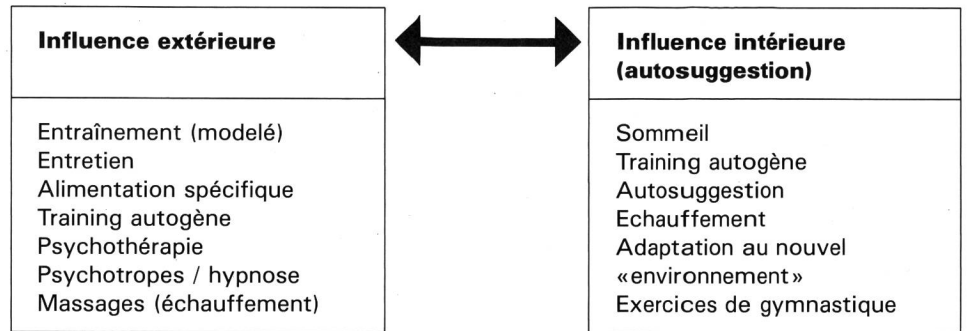 Influence extérieure
Entraînement (modelé)
Entretien
Alimentation spécifique
Training autogène
Psychothérapie
Psychotropes / hypnose
Massages (échauffement)
Influence intérieure
(autosuggestion)
Sommeil
Training autogène
Autosuggestion
Echauffement
Adaptation au nouvel
«environnement»
Exercices de gymnastique